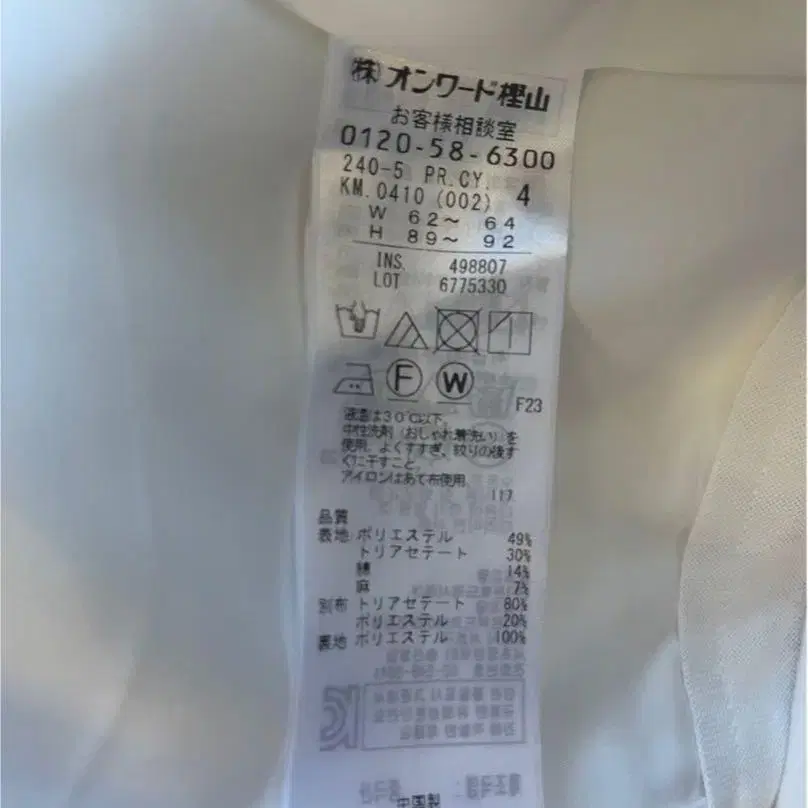 ㈱オンワード樫山
お客様相談室
0120-58-6300
240-5 PR.CY. 4
KM.0410 (002)
W 62〜 64
H 89〜 92
INS. 498807
LOT 6775330
F W
F23
液温は30℃以下、
中性洗剤(おしゃれ着洗い)を
使用、よくすすぎ、絞りの後す
ぐに干すこと。
アイロンはあて布使用
117
品質
表地 ポリエステル 49%
トリアセテート 30%
綿 14%
麻 7%
別布 トリアセテート 80%
ポリエステル 20%
裏地 ポリエステル 100%
中国製